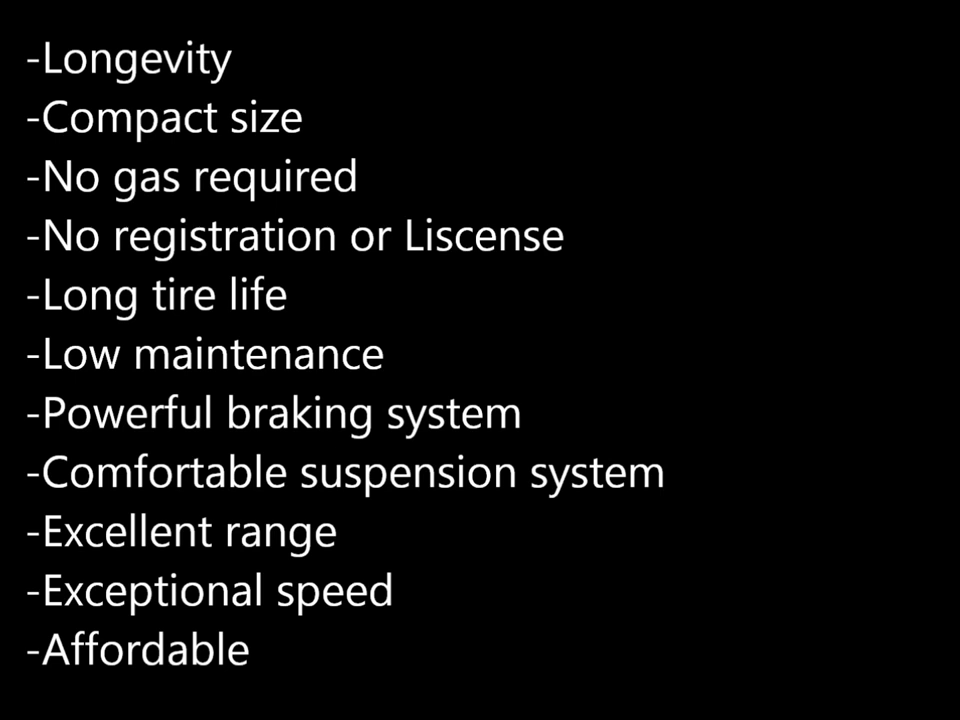 -Longevity
-Compact size
-No gas required
-No registration or Liscense
-Long tire life
-Low maintenance
-Powerful braking system
-Comfortable suspension system
-Excellent range
-Exceptional speed
-Affordable